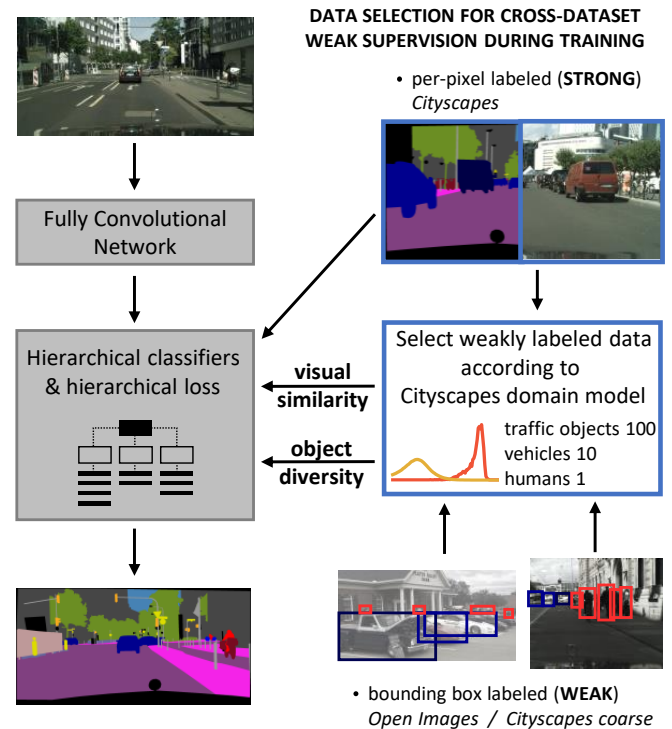 DATA SELECTION FOR CROSS-DATASET
WEAK SUPERVISION DURING TRAINING
• per-pixel labeled (STRONG)
Cityscapes
Fully Convolutional
Network
Hierarchical classifiers
& hierarchical loss
visual
similarity
object
diversity
Select weakly labeled data
according to
Cityscapes domain model
traffic objects 100
vehicles 10
humans 1
• bounding box labeled (WEAK)
Open Images / Cityscapes coarse